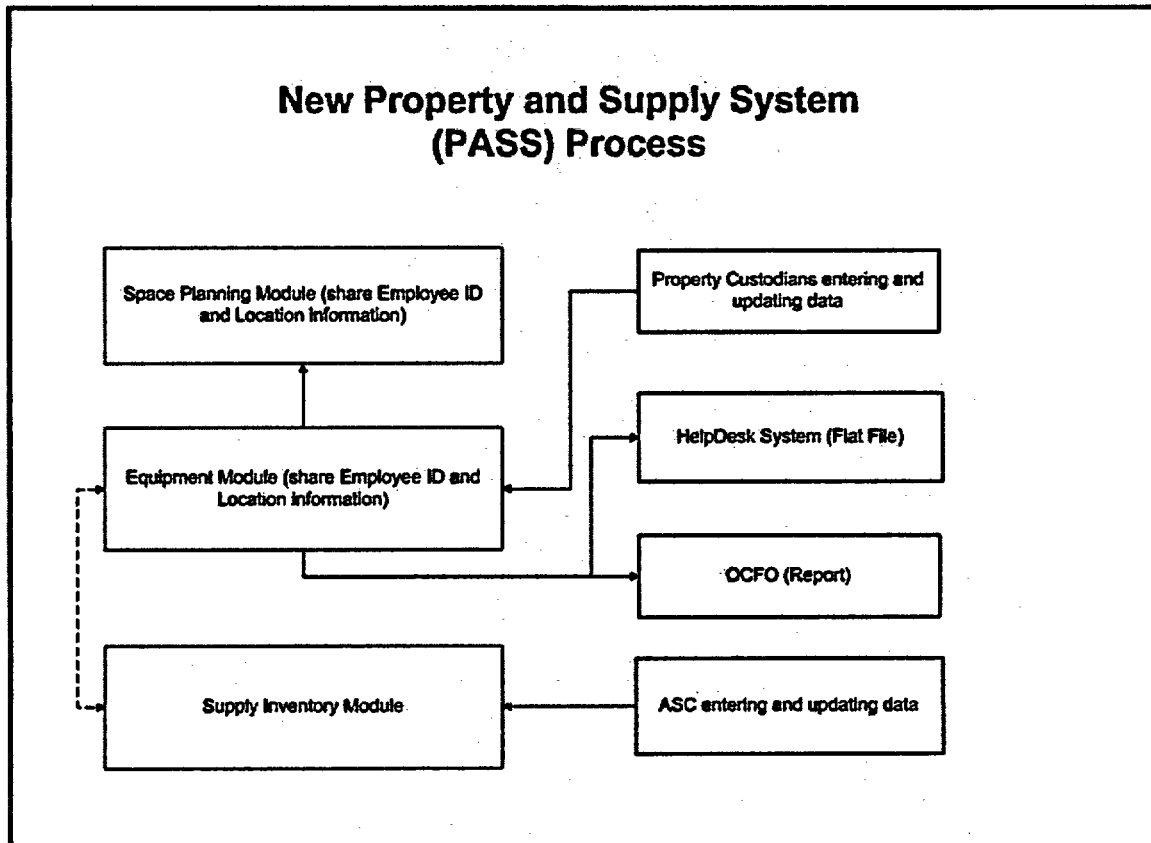 New Property and Supply System
(PASS) Process
Space Planning Module (share Employee ID
and Location Information)
Property Custodians entering and
updating data
HelpDesk System (Flat File)
Equipment Module (share Employee ID and
Location Information)
OCFO (Report)
Supply Inventory Module
ASC entering and updating data